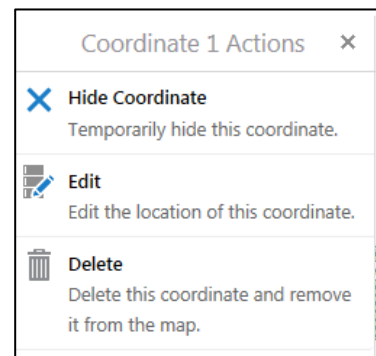 Coordinate 1 Actions
Hide Coordinate
Temporarily hide this coordinate.
Edit
Edit the location of this coordinate.
Delete
Delete this coordinate and remove
it from the map.